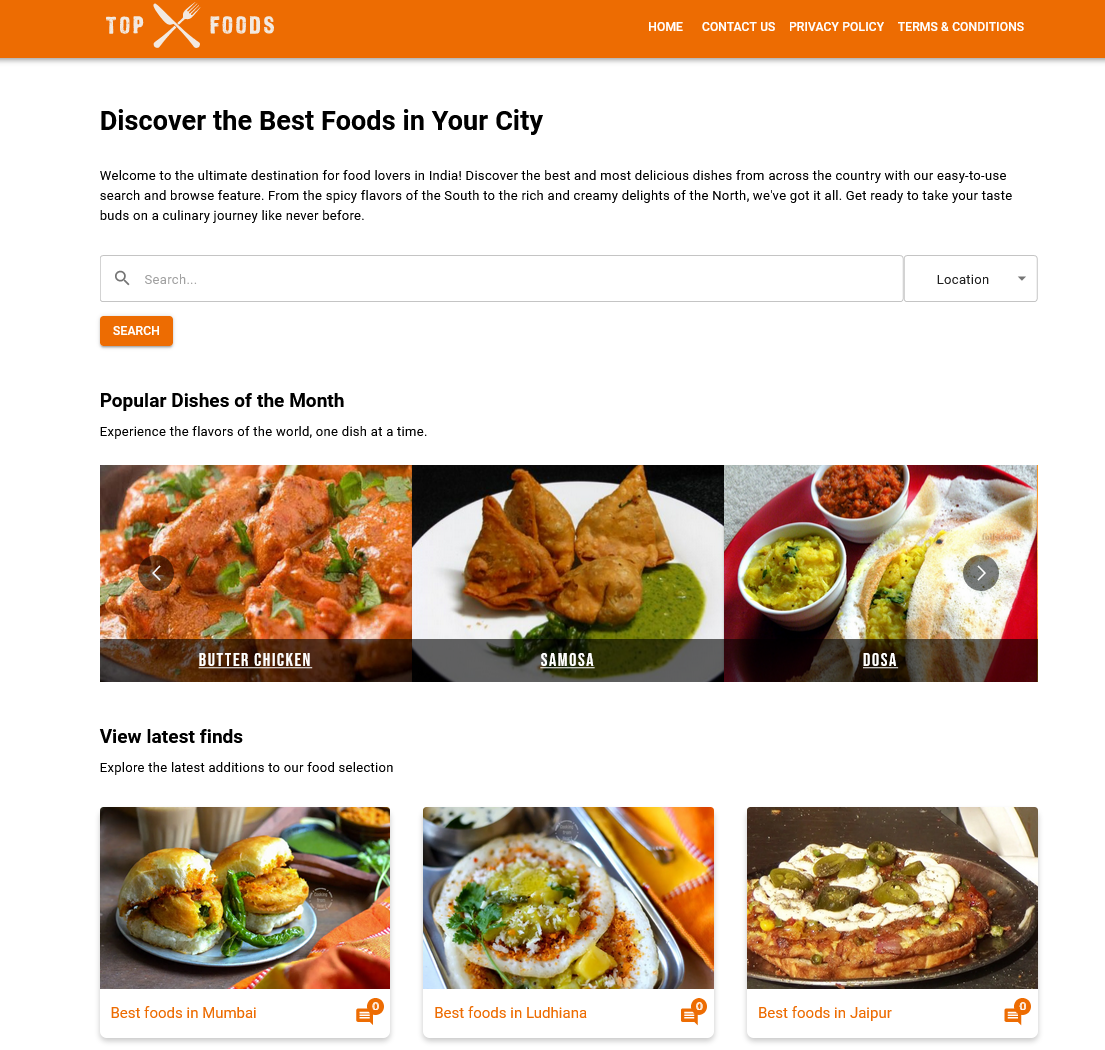 TOP FOODS
HOME CONTACT US PRIVACY POLICY TERMS & CONDITIONS
Discover the Best Foods in Your City
Welcome to the ultimate destination for food lovers in India! Discover the best and most delicious dishes from across the country with our easy-to-use
search and browse feature. From the spicy flavors of the South to the rich and creamy delights of the North, we've got it all. Get ready to take your taste
buds on a culinary journey like never before.
Search... Location
SEARCH
Popular Dishes of the Month
Experience the flavors of the world, one dish at a time.
BUTTER CHICKEN SAMOSA DOSA
View latest finds
Explore the latest additions to our food selection
Best foods in Mumbai 0 Best foods in Ludhiana 0 Best foods in Jaipur 0